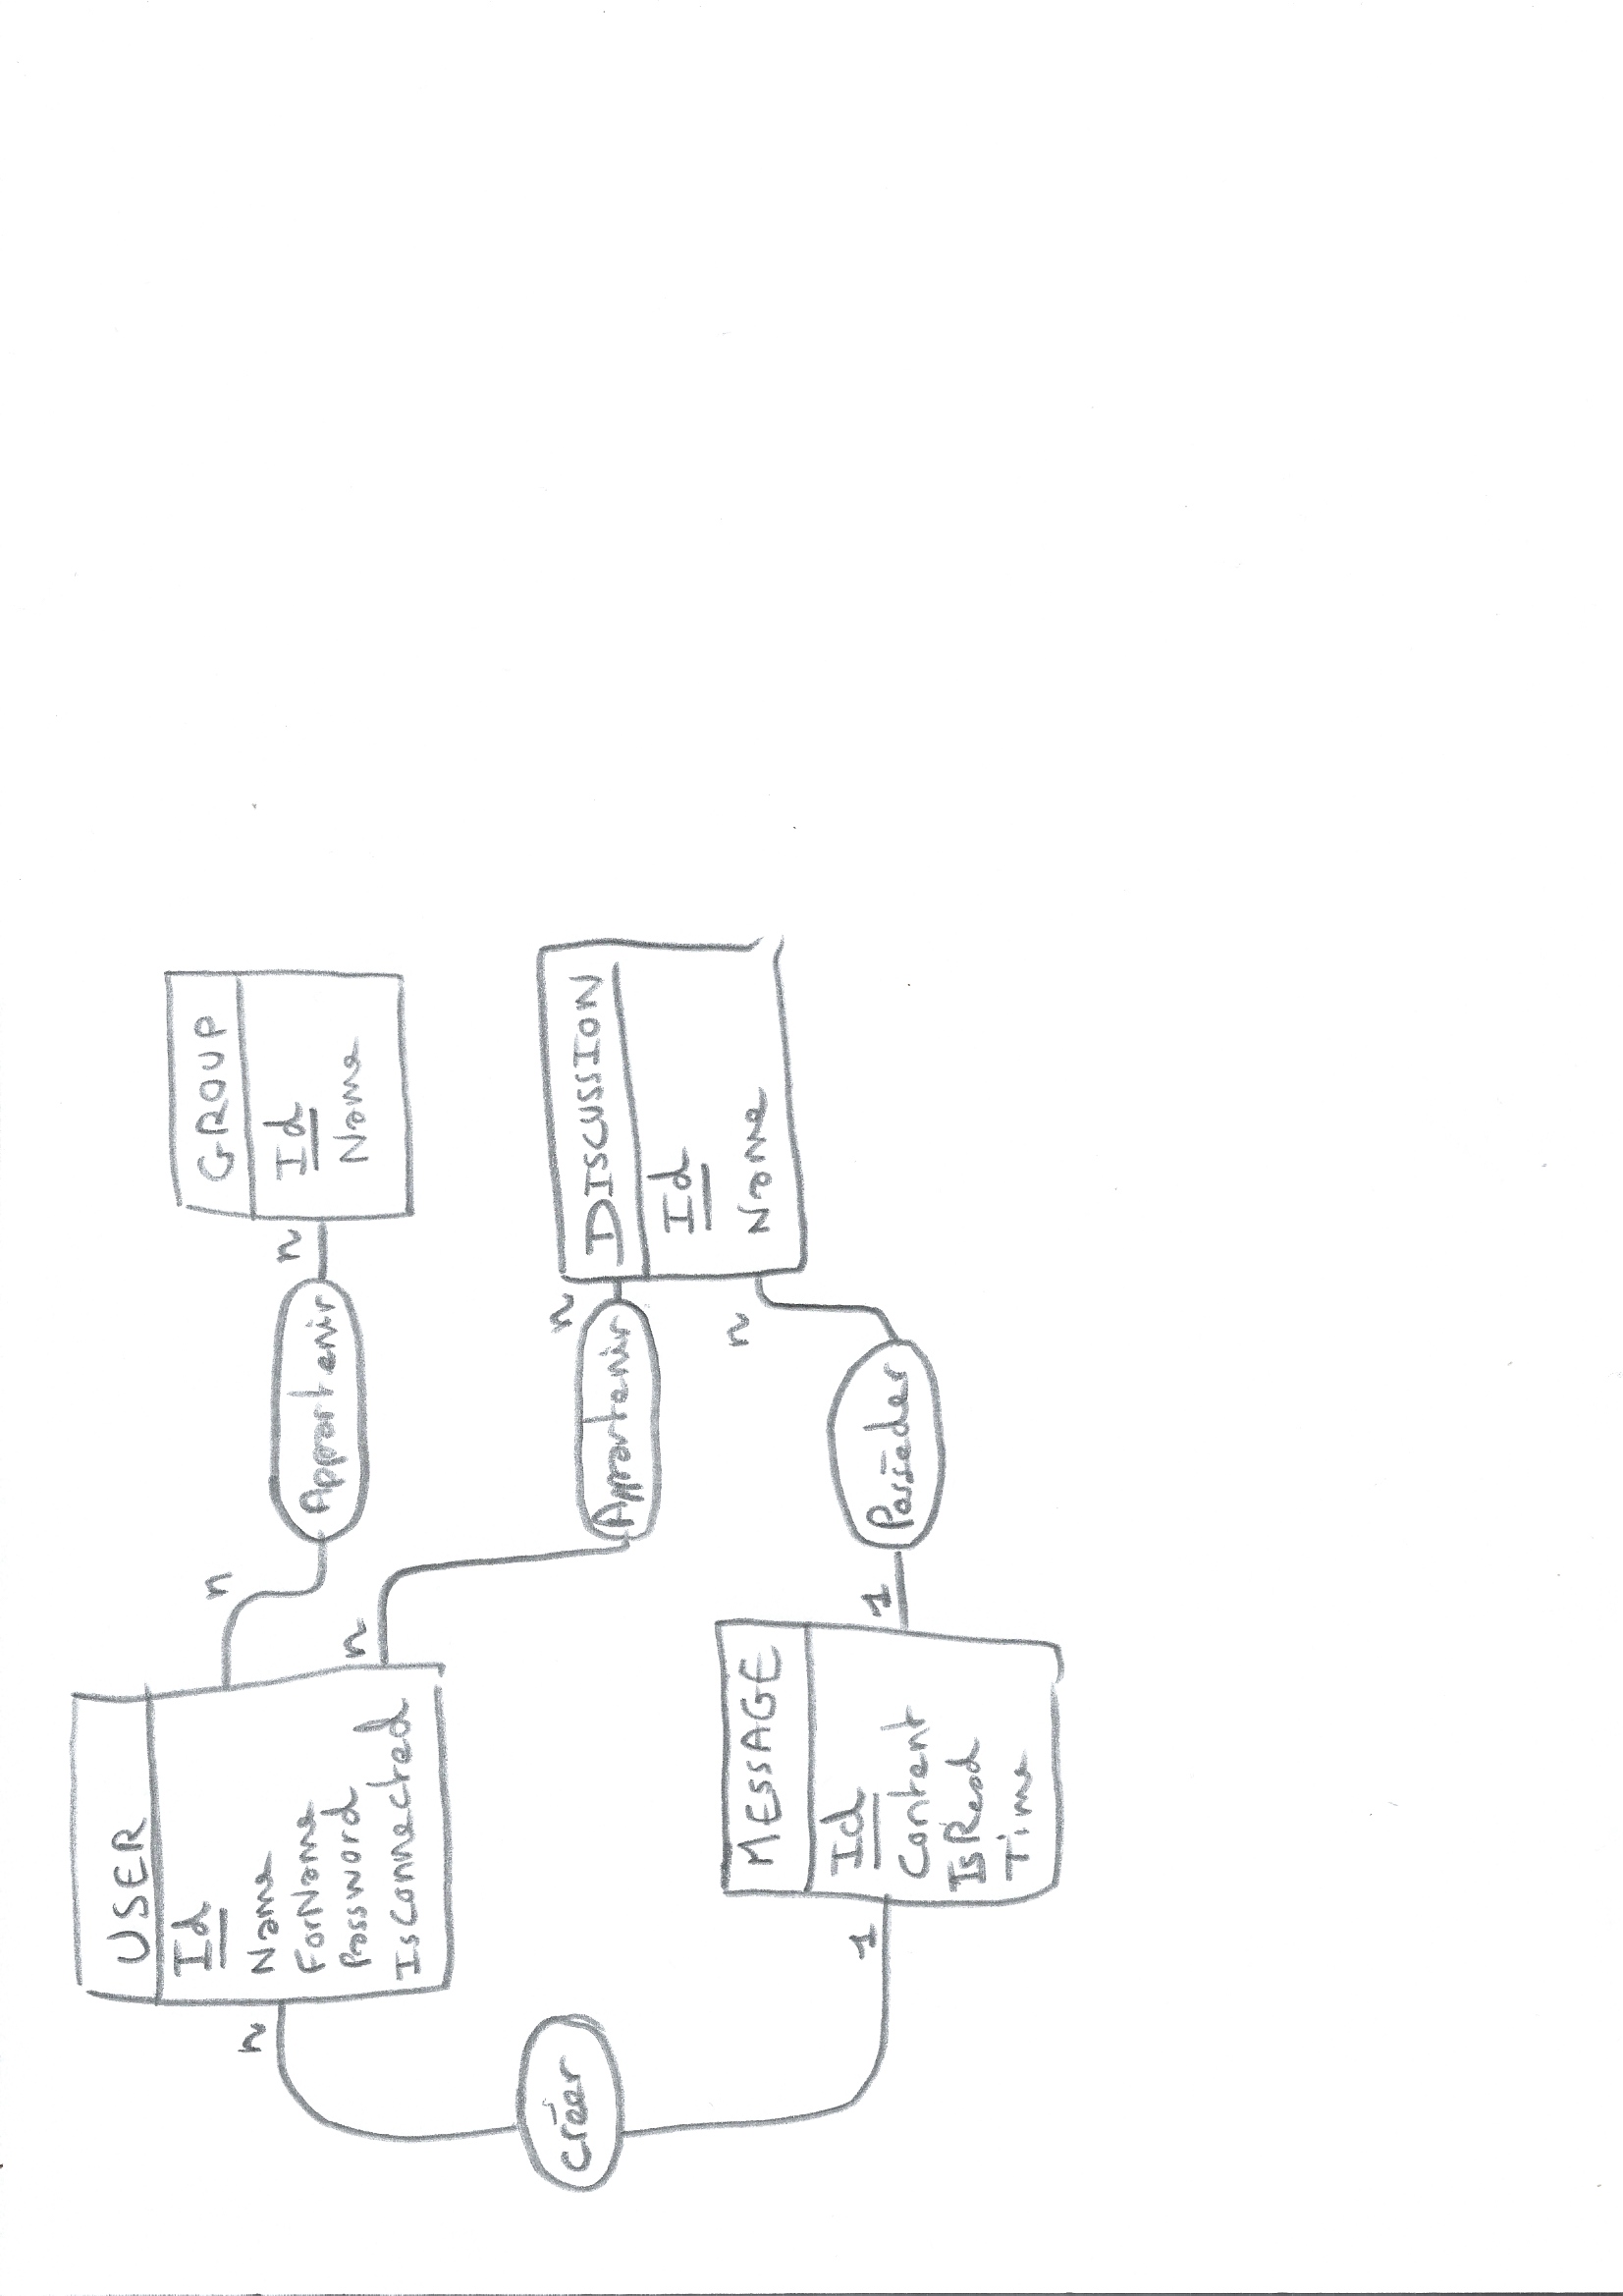 USER
Id
Name
ForName
Password
IsConnected
n
Appartenir
n
GROUP
Id
Name
n
Appartenir
n
DISCUSSION
Id
Name
n
Posséder
1
MESSAGE
Id
Content
IsRead
Time
1
créer
n